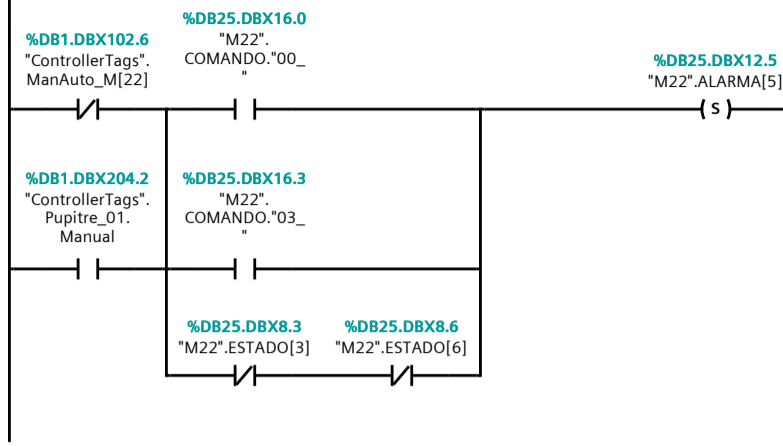 %DB25.DBX16.0
"M22".
COMANDO."00_
"
%DB1.DBX102.6
"ControllerTags".
ManAuto_M[22]
%DB25.DBX12.5
"M22".ALARMA[5]
S
%DB1.DBX204.2
"ControllerTags".
Pupitre_01.
Manual
%DB25.DBX16.3
"M22".
COMANDO."03_
"
%DB25.DBX8.3
"M22".ESTADO[3]
%DB25.DBX8.6
"M22".ESTADO[6]